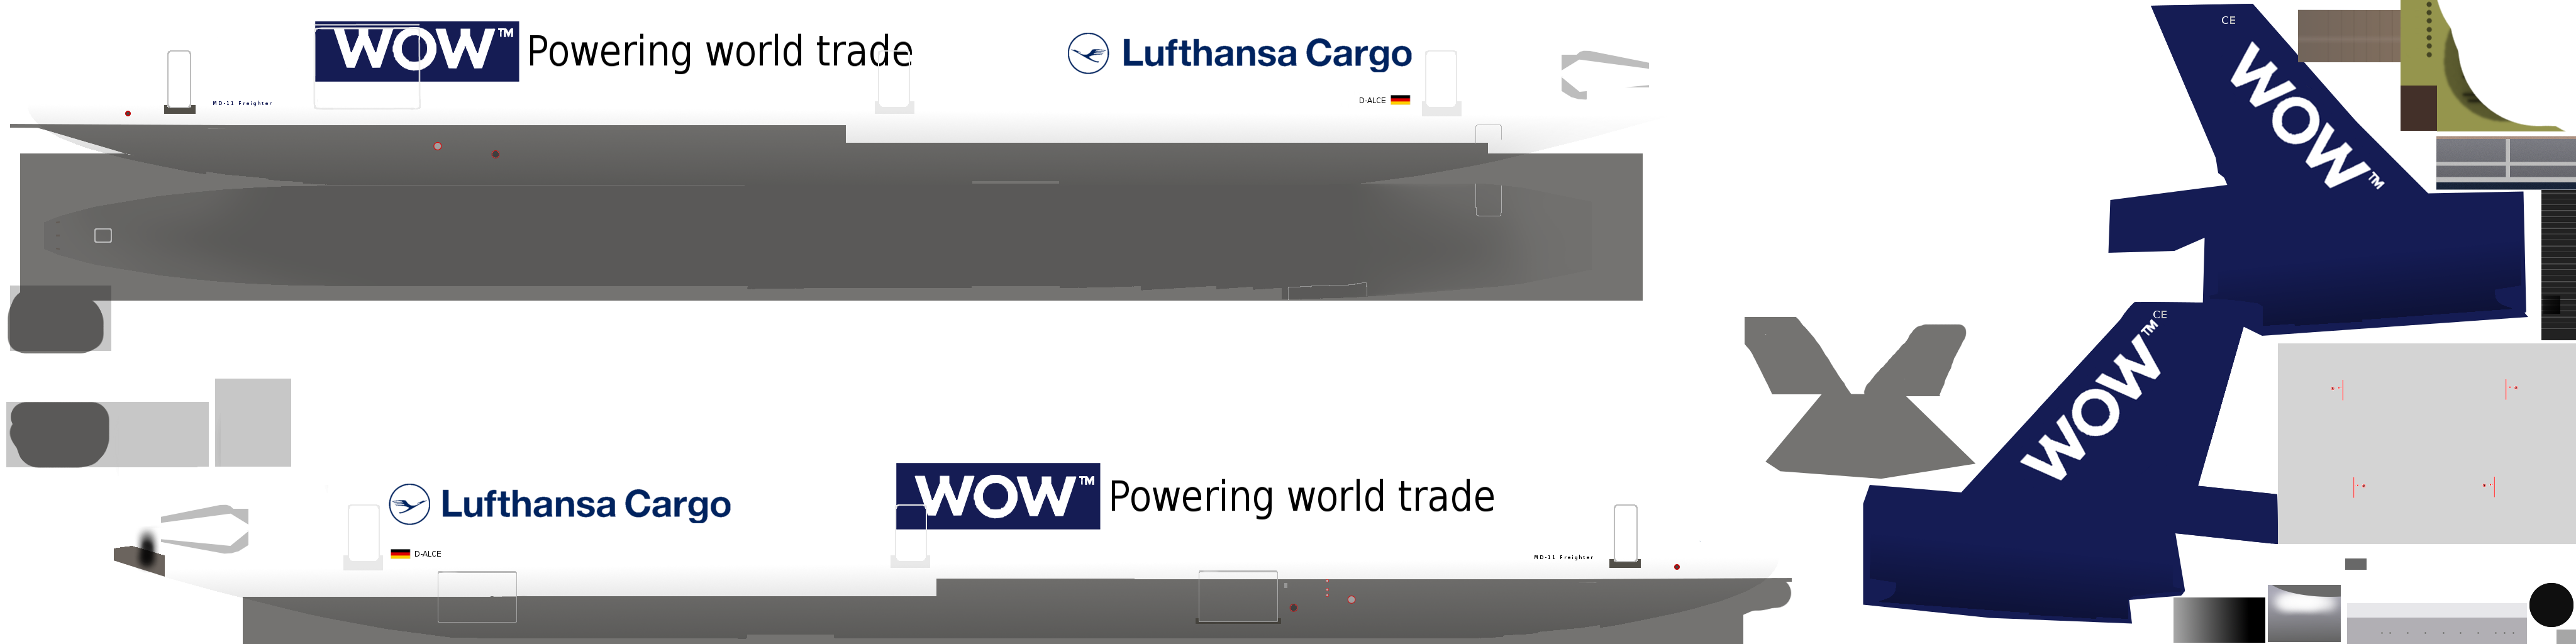 WOW™ Powering world trade
Lufthansa Cargo
MD-11 Freighter
D-ALCE
CE
WOW™
CE
WOW™
Lufthansa Cargo
WOW™ Powering world trade
D-ALCE
MD-11 Freighter